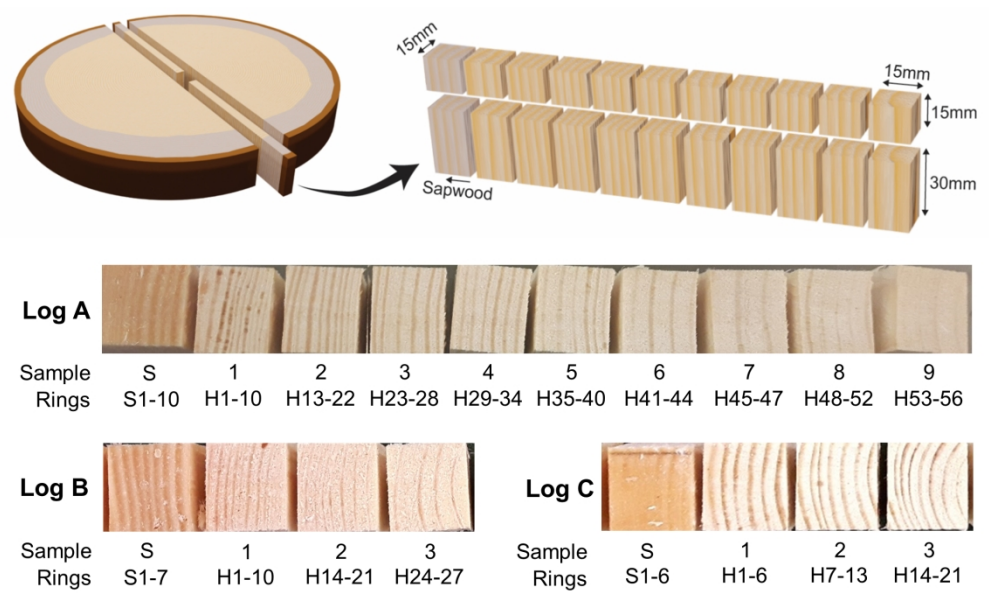 15mm
15mm
15mm
30mm
Sapwood
Log A
Sample S 1 2 3 4 5 6 7 8 9
Rings S1-10 H1-10 H13-22 H23-28 H29-34 H35-40 H41-44 H45-47 H48-52 H53-56
Log B
Sample S 1 2 3
Rings S1-7 H1-10 H14-21 H24-27
Log C
Sample S 1 2 3
Rings S1-6 H1-6 H7-13 H14-21